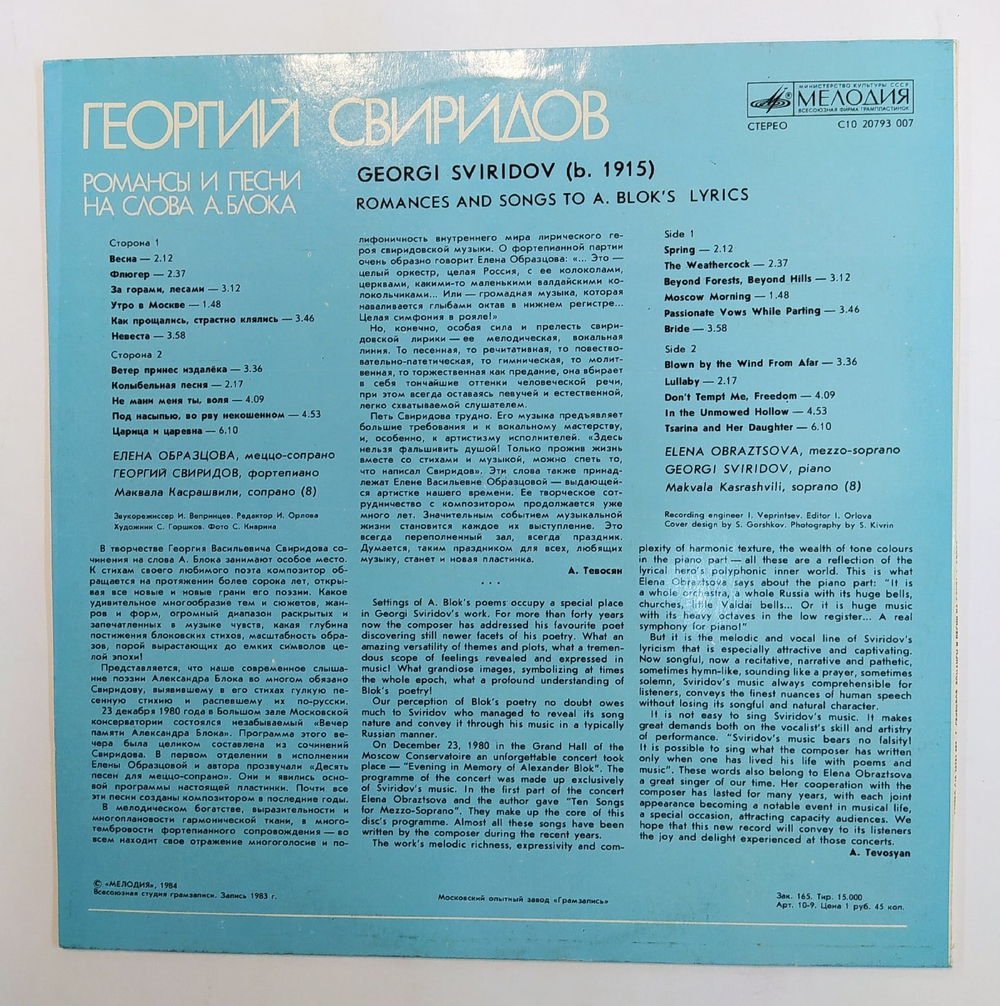 ГЕОРГИЙ СВИРИДОВ
РОМАНСЫ И ПЕСНИ
НА СЛОВА А. БЛОКА
GEORGI SVIRIDOV (b. 1915)
ROMANCES AND SONGS TO A. BLOK'S LYRICS
МИНИСТЕРСТВО КУЛЬТУРЫ СССР
МЕЛОДИЯ
ВСЕСОЮЗНАЯ ФИРМА ГРАМПЛАСТИНОК
СТЕРЕО
С10 20793 007
Сторона 1
Весна — 2.12
Флюгер — 2.37
За горами, лесами — 3.12
Утро в Москве — 1.48
Как прощались, страстно клялись — 3.46
Невеста — 3.58
Сторона 2
Ветер принес издалёка — 3.36
Колыбельная песня — 2.17
Не мани меня ты, воля — 4.09
Под насыпью, во рву некошенном — 4.53
Царица и царевна — 6.10
ЕЛЕНА ОБРАЗЦОВА, меццо-сопрано
ГЕОРГИЙ СВИРИДОВ, фортепиано
Маквала Касрашвили, сопрано (8)
Звукорежиссер И. Вепринцев. Редактор И. Орлова
Художник С. Горшков. Фото С. Киврина
В творчестве Георгия Васильевича Свиридова со-
чинения на слова А. Блока занимают особое место.
К стихам своего любимого поэта композитор об-
ращается на протяжении более сорока лет, откры-
вая все новые и новые грани его поэзии. Какое
удивительное многообразие тем и сюжетов, жан-
ров и форм, огромный диапазон раскрытых и
запечатленных в музыке чувств, какая глубина
постижения блоковских стихов, масштабность обра-
зов, порой вырастающих до емких символов це-
лой эпохи!
Представляется, что наше современное слыша-
ние поэзии Александра Блока во многом обязано
Свиридову, выявившему в его стихах гулкую пе-
сенную стихию и распевшему их по-русски.
23 декабря 1980 года в Большом зале Московской
консерватории состоялся незабываемый «Вечер
памяти Александра Блока». Программа этого ве-
чера была целиком составлена из сочинений
Свиридова. В первом отделении в исполнении
Елены Образцовой и автора прозвучали «Десять
песен для меццо-сопрано». Они и явились осно-
вой программы настоящей пластинки. Почти все
эти песни созданы композитором в последние годы.
В мелодическом богатстве, выразительности и
многоплановости гармонической ткани, в много-
тембровости фортепианного сопровождения — во
всем находит свое отражение многоголосие и по-
лифоничность внутреннего мира лирического ге-
роя свиридовской музыки. О фортепианной партии
очень образно говорит Елена Образцова: «... Это —
целый оркестр, целая Россия, с ее колоколами,
церквами, какими-то маленькими валдайскими ко-
локольчиками... Или — громадная музыка, которая
наваливается глыбами октав в нижнем регистре...
Целая симфония в рояле!»
Но, конечно, особая сила и прелесть свири-
довской лирики — ее мелодическая, вокальная
линия. То песенная, то речитативная, то повество-
вательно-патетическая, то гимническая, то молит-
венная, то торжественная как предание, она вбирает
в себя тончайшие оттенки человеческой речи,
при этом всегда оставаясь певучей и естественной,
легко схватываемой слушателем.
Петь Свиридова трудно. Его музыка предъявляет
большие требования и к вокальному мастерству,
и, особенно, к артистизму исполнителей. «Здесь
нельзя фальшивить душой! Только прожив жизнь
вместе со стихами и музыкой, можно спеть то,
что написал Свиридов». Эти слова также принад-
лежат Елене Васильевне Образцовой — выдающей-
ся артистке нашего времени. Ее творческое сот-
рудничество с композитором продолжается уже
много лет. Значительным событием музыкальной
жизни становится каждое их выступление. Это
всегда переполненный зал, всегда праздник.
Думается, таким праздником для всех, любящих
музыку, станет и новая пластинка.
А. Тевосян
...
Settings of A. Blok's poems occupy a special place
in Georgi Sviridov's work. For more than forty years
now the composer has addressed his favourite poet
discovering still newer facets of his poetry. What an
amazing versatility of themes and plots, what a tremen-
dous scope of feelings revealed and expressed in
music! What grandiose images, symbolizing at times
the whole epoch, what a profound understanding of
Blok's poetry!
Our perception of Blok's poetry no doubt owes
much to Sviridov who managed to reveal its song
nature and convey it through his music in a typically
Russian manner.
On December 23, 1980 in the Grand Hall of the
Moscow Conservatoire an unforgettable concert took
place — "Evening in Memory of Alexander Blok". The
programme of the concert was made up exclusively
of Sviridov's music. In the first part of the concert
Elena Obraztsova and the author gave "Ten Songs
for Mezzo-Soprano". They make up the core of this
disc's programme. Almost all these songs have been
written by the composer during the recent years.
The work's melodic richness, expressivity and com-
Side 1
Spring — 2.12
The Weathercock — 2.37
Beyond Forests, Beyond Hills — 3.12
Moscow Morning — 1.48
Passionate Vows While Parting — 3.46
Bride — 3.58
Side 2
Blown by the Wind From Afar — 3.36
Lullaby — 2.17
Don't Tempt Me, Freedom — 4.09
In the Unmowed Hollow — 4.53
Tsarina and Her Daughter — 6.10
ELENA OBRAZTSOVA, mezzo-soprano
GEORGI SVIRIDOV, piano
Makvala Kasrashvili, soprano (8)
Recording engineer I. Veprintsev. Editor I. Orlova
Cover design by S. Gorshkov. Photography by S. Kivrin
plexity of harmonic texture, the wealth of tone colours
in the piano part — all these are a reflection of the
lyrical hero's polyphonic inner world. This is what
Elena Obraztsova says about the piano part: "It is
a whole orchestra, a whole Russia with its huge bells,
churches, little Valdai bells... Or it is huge music
with its heavy octaves in the low register... A real
symphony for piano!"
But it is the melodic and vocal line of Sviridov's
lyricism that is especially attractive and captivating.
Now songful, now a recitative, narrative and pathetic,
sometimes hymn-like, sounding like a prayer, sometimes
solemn, Sviridov's music always comprehensible for
listeners, conveys the finest nuances of human speech
without losing its songful and natural character.
It is not easy to sing Sviridov's music. It makes
great demands both on the vocalist's skill and artistry
of performance. "Sviridov's music bears no falsity!
It is possible to sing what the composer has written
only when one has lived his life with poems and
music". These words also belong to Elena Obraztsova
a great singer of our time. Her cooperation with the
composer has lasted for many years, with each joint
appearance becoming a notable event in musical life,
a special occasion, attracting capacity audiences. We
hope that this new record will convey to its listeners
the joy and delight experienced at those concerts.
A. Tevosyan
© «МЕЛОДИЯ», 1984
Всесоюзная студия грамзаписи. Запись 1983 г.
Московский опытный завод «Грамзапись»
Зак. 165. Тир. 15.000
Арт. 10-9. Цена 1 руб. 45 коп.